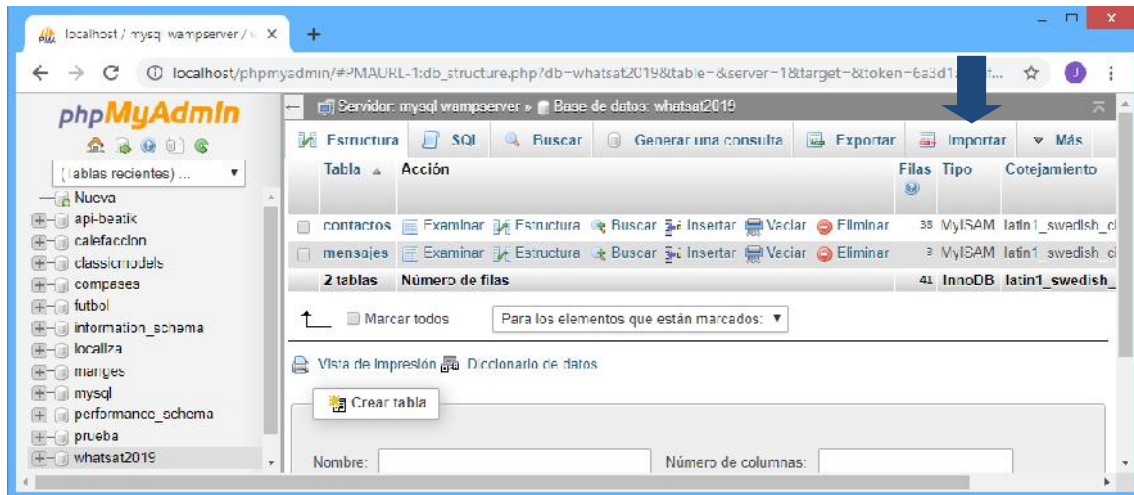 localhost / mysql wampserver / w
localhost/phpmyadmin/#PMAURL-1:db_structure.php?db=whatsat2019&table=&server=1&target=&token=6a3d1
J
phpMyAdmin
(Tablas recientes) ...
Nueva
api-beatik
calefaccion
classicmodels
compases
futbol
information_schema
localiza
manges
mysql
performance_schema
prueba
whatsat2019
Servidor: mysql wampserver » Base de datos: whatsat2019
Estructura SQL Buscar Generar una consulta Exportar Importar Más
Tabla Acción Filas Tipo Cotejamiento
contactos Examinar Estructura Buscar Insertar Vaciar Eliminar 38 MyISAM latin1_swedish_ci
mensajes Examinar Estructura Buscar Insertar Vaciar Eliminar 3 MyISAM latin1_swedish_ci
2 tablas Número de filas 41 InnoDB latin1_swedish_
Marcar todos Para los elementos que están marcados:
Vista de impresión Diccionario de datos
Crear tabla
Nombre: Número de columnas: